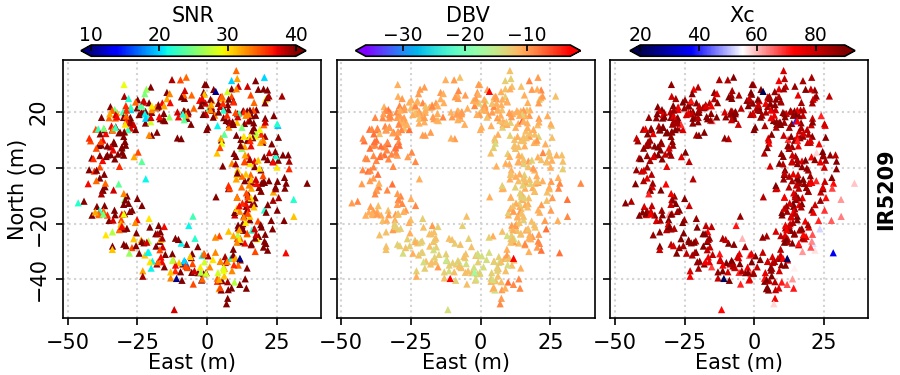 SNR DBV Xc
10 20 30 40 −30 −20 −10 20 40 60 80
20
0
−20
−40
North (m)
IR5209
−50 −25 0 25 −50 −25 0 25 −50 −25 0 25
East (m) East (m) East (m)